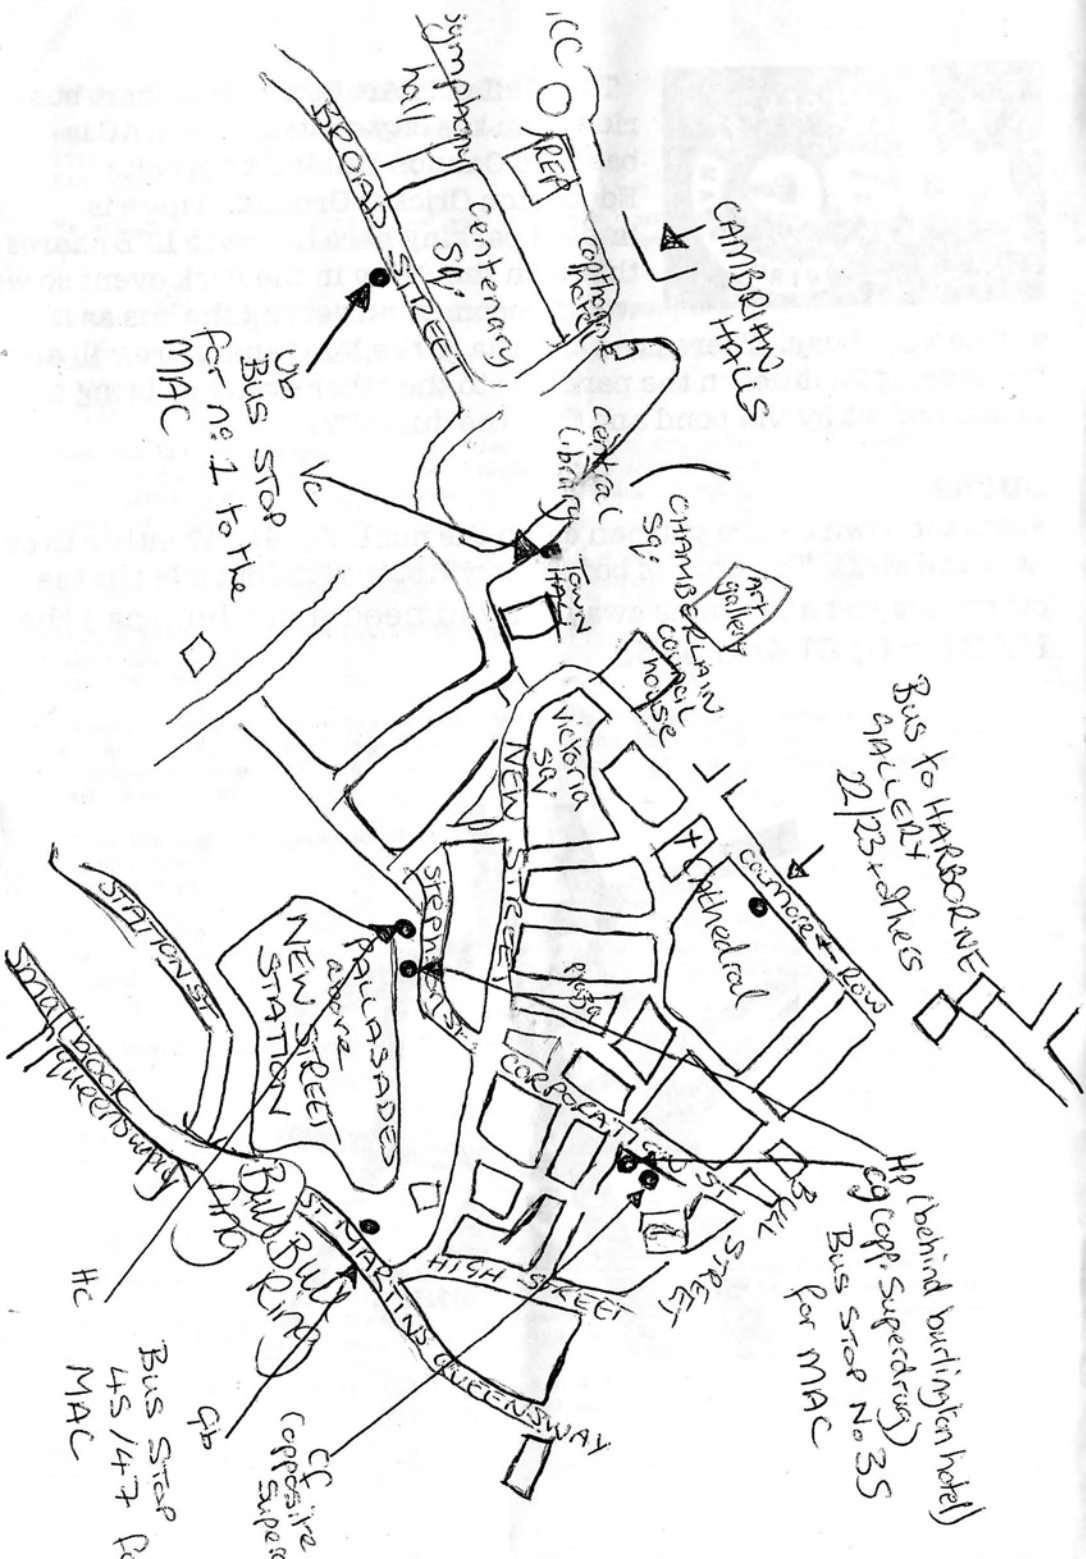 ICC
Symphony
hall
REP
BROAD STREET
Centenary
Sq.
Ub
BUS STOP
for no: 1 to the
MAC
CAMBRIAN
HALLS
Central
Library
Vc
TOWN
HALL
CHAMBERLAIN
SQ.
Art
gallery
council
house
Victoria
SQ.
NEW STREET
Cathedral
Colmore Row
Bus to HARBORNE
GALLERY
22/23 + others
STATION ST
NEW STREET
STATION
above
PALLASADES
CORPORATION ST
Smallbrook
Queensway
Bull
Ring
Bull
Ring
ST MARTINS QUEENSWAY
HIGH STREET
STREET
Hp (behind burlington hotel)
Cg (opp. Superdrug)
Bus Stop No 35
for MAC
Hc
Bus Stop
45/47
MAC
Cf
(opposite